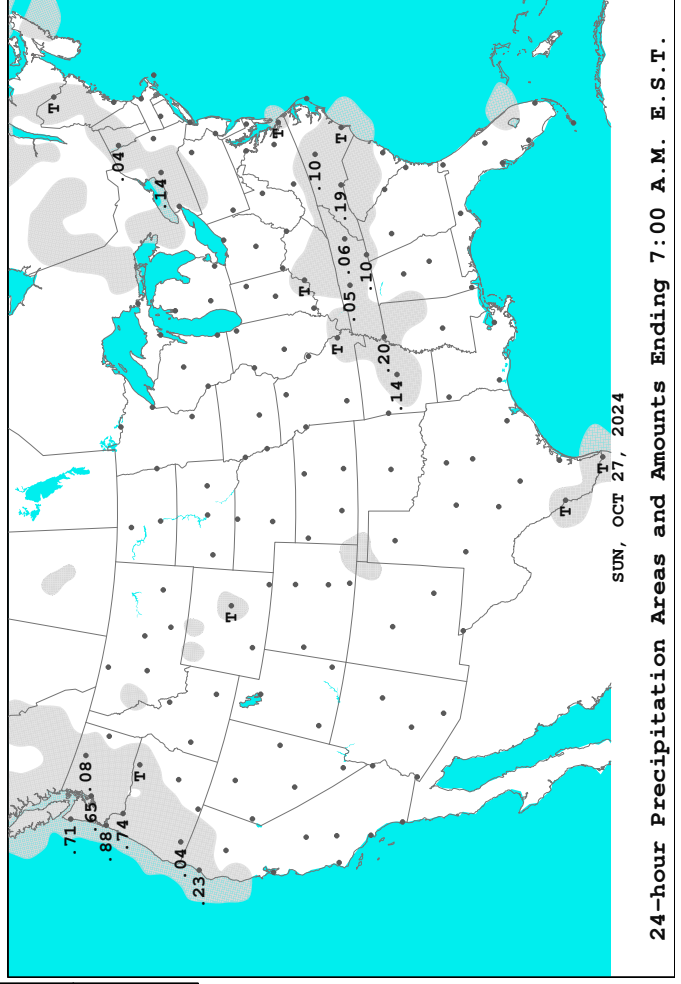 .71
.65
.08
.88
.74
T
.04
.23
T
T
T
T
.14
.20
T
.05
T
.10
.06
.19
T
.10
T
.14
.04
T
SUN, OCT 27, 2024
24-hour Precipitation Areas and Amounts Ending 7:00 A.M. E.S.T.